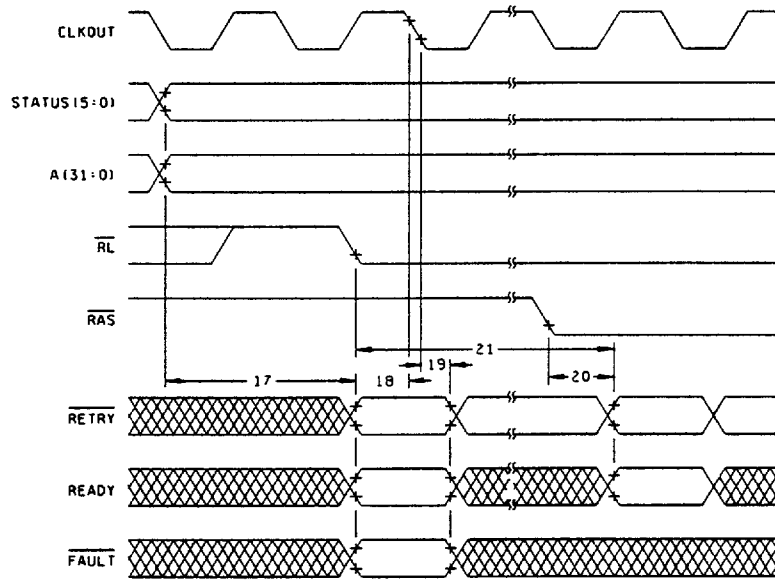 CLKOUT
STATUS(5:0)
A(31:0)
RL
RAS
21
19
17
18
20
RETRY
READY
FAULT